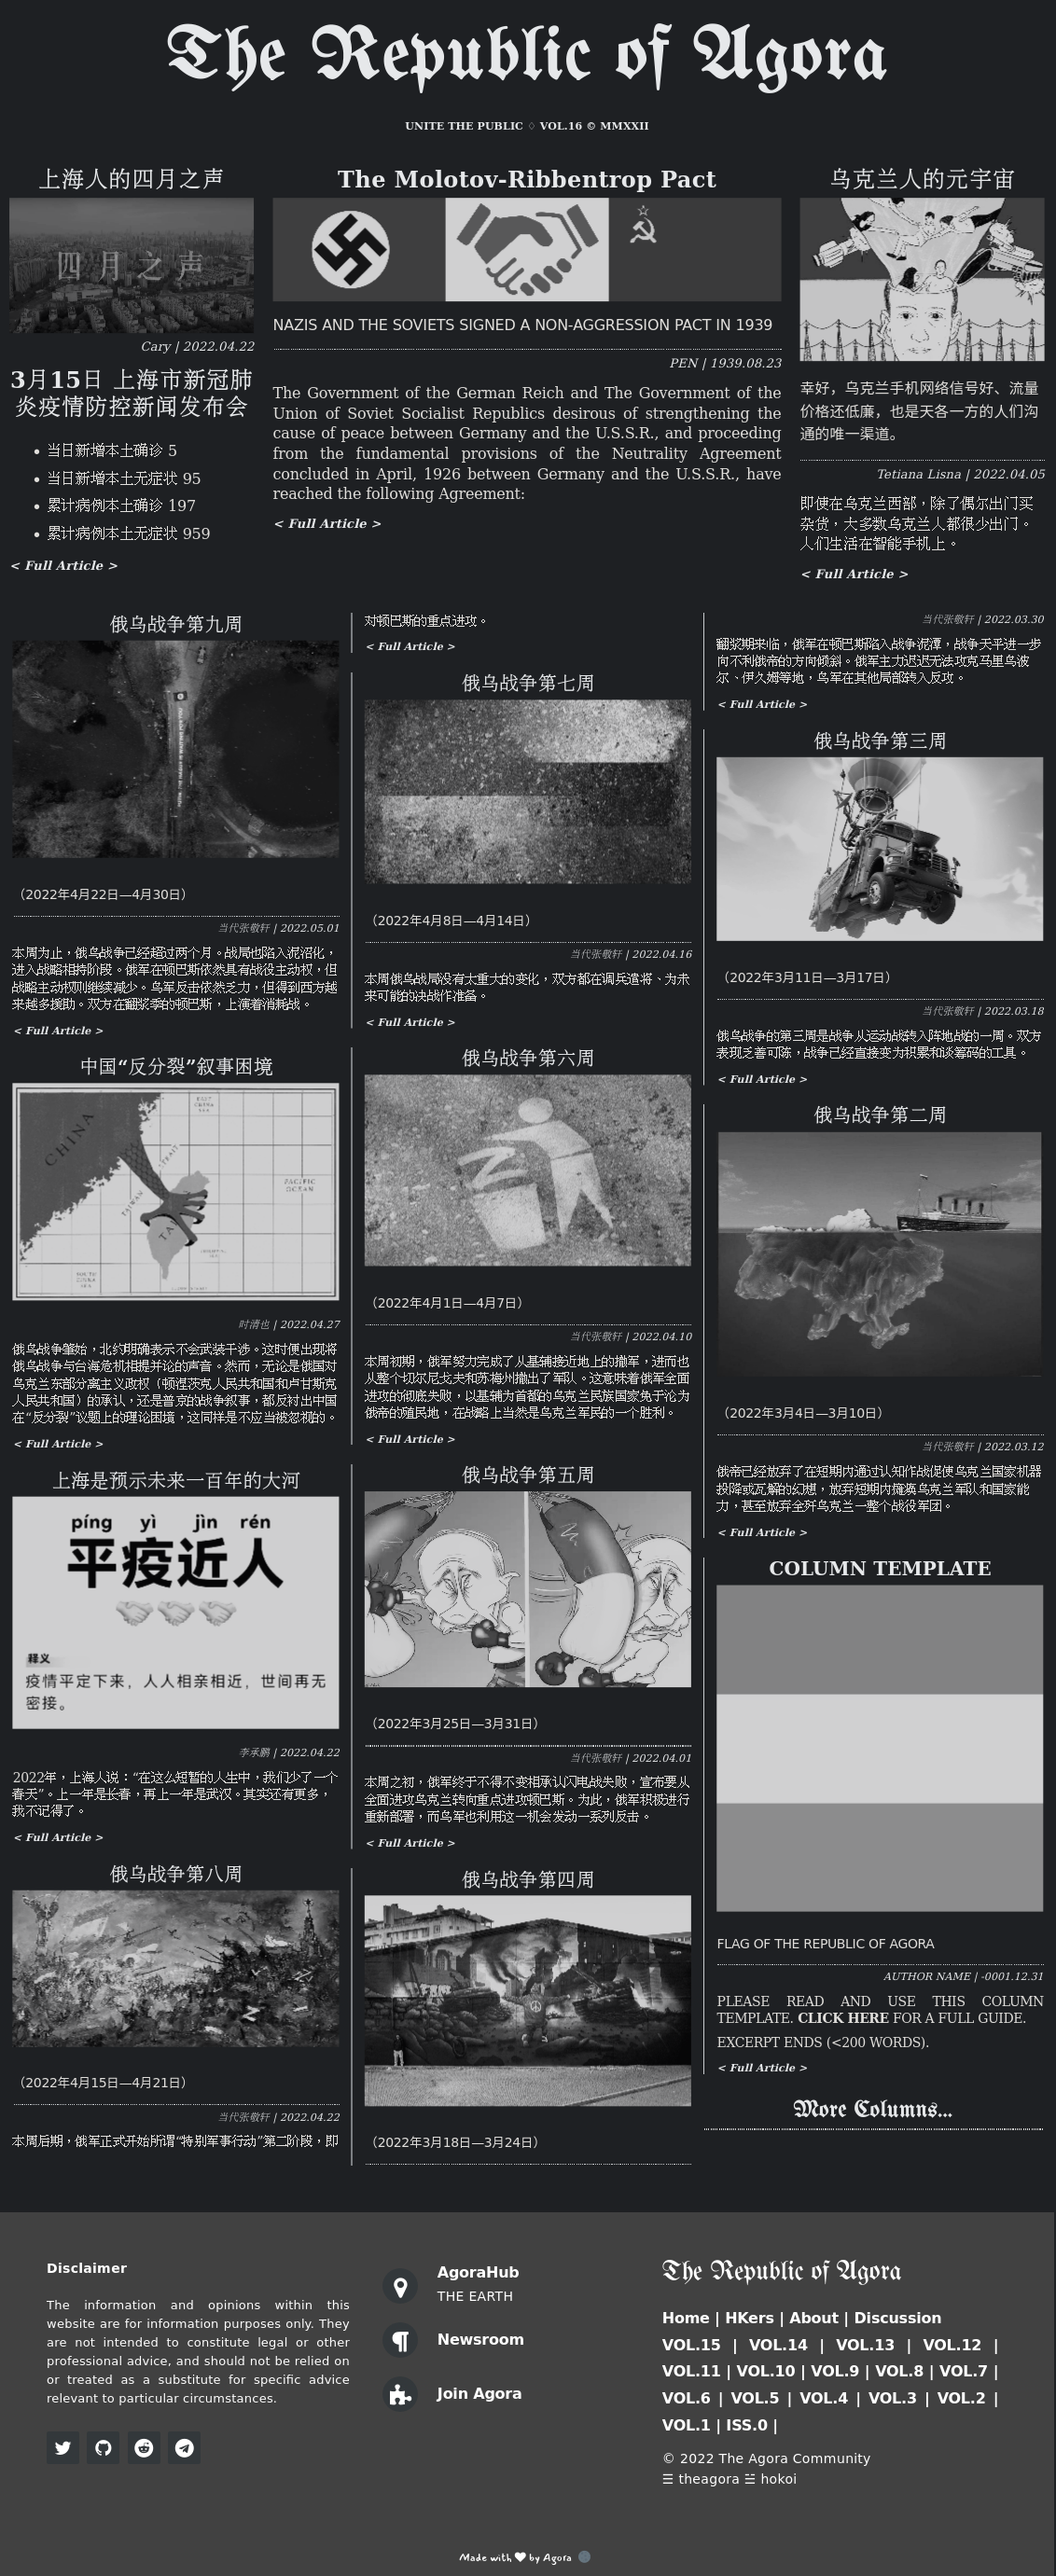 The Republic of Agora
UNITE THE PUBLIC ♢ VOL.16 © MMXXII
上海人的四月之声
四月之声
Cary | 2022.04.22
3月15日 上海市新冠肺
炎疫情防控新闻发布会
• 当日新增本土确诊 5
• 当日新增本土无症状 95
• 累计病例本土确诊 197
• 累计病例本土无症状 959
< Full Article >
The Molotov-Ribbentrop Pact
NAZIS AND THE SOVIETS SIGNED A NON-AGGRESSION PACT IN 1939
PEN | 1939.08.23
The Government of the German Reich and The Government of the
Union of Soviet Socialist Republics desirous of strengthening the
cause of peace between Germany and the U.S.S.R., and proceeding
from the fundamental provisions of the Neutrality Agreement
concluded in April, 1926 between Germany and the U.S.S.R., have
reached the following Agreement:
< Full Article >
乌克兰人的元宇宙
幸好，乌克兰手机网络信号好、流量
价格还低廉，也是天各一方的人们沟
通的唯一渠道。
Tetiana Lisna | 2022.04.05
即使在乌克兰西部，除了偶尔出门买
杂货，大多数乌克兰人都很少出门。
人们生活在智能手机上。
< Full Article >
俄乌战争第九周
（2022年4月22日—4月30日）
当代张敬轩 | 2022.05.01
本周为止，俄乌战争已经超过两个月。战局也陷入泥沼化，
进入战略相持阶段。俄军在顿巴斯依然具有战役主动权，但
战略主动权则继续减少。乌军反击依然乏力，但得到西方越
来越多援助。双方在翻浆季的顿巴斯，上演着消耗战。
< Full Article >
中国“反分裂”叙事困境
CHINA
EAST CHINA SEA
TAIWAN STRAIT
TA
PACIFIC OCEAN
SOUTH CHINA SEA
时清也 | 2022.04.27
俄乌战争肇始，北约明确表示不会武装干涉。这时便出现将
俄乌战争与台海危机相提并论的声音。然而，无论是俄国对
乌克兰东部分离主义政权（顿涅茨克人民共和国和卢甘斯克
人民共和国）的承认，还是普京的战争叙事，都反衬出中国
在“反分裂”议题上的理论困境，这同样是不应当被忽视的。
< Full Article >
上海是预示未来一百年的大河
píng yì jìn rén
平疫近人
释义
疫情平定下来，人人相亲相近，世间再无
密接。
李承鹏 | 2022.04.22
2022年，上海人说：“在这么短暂的人生中，我们少了一个
春天”。上一年是长春，再上一年是武汉。其实还有更多，
我不记得了。
< Full Article >
俄乌战争第八周
（2022年4月15日—4月21日）
当代张敬轩 | 2022.04.22
本周后期，俄军正式开始所谓“特别军事行动”第二阶段，即
对顿巴斯的重点进攻。
< Full Article >
俄乌战争第七周
（2022年4月8日—4月14日）
当代张敬轩 | 2022.04.16
本周俄乌战局没有太重大的变化，双方都在调兵遣将、为未
来可能的决战作准备。
< Full Article >
俄乌战争第六周
（2022年4月1日—4月7日）
当代张敬轩 | 2022.04.10
本周初期，俄军努力完成了从基辅接近地上的撤军，进而也
从整个切尔尼戈夫和苏梅州撤出了军队。这意味着俄军全面
进攻的彻底失败，以基辅为首都的乌克兰民族国家免于沦为
俄帝的殖民地，在战略上当然是乌克兰军民的一个胜利。
< Full Article >
俄乌战争第五周
（2022年3月25日—3月31日）
当代张敬轩 | 2022.04.01
本周之初，俄军终于不得不变相承认闪电战失败，宣布要从
全面进攻乌克兰转向重点进攻顿巴斯。为此，俄军积极进行
重新部署，而乌军也利用这一机会发动一系列反击。
< Full Article >
俄乌战争第四周
（2022年3月18日—3月24日）
当代张敬轩 | 2022.03.30
翻浆期来临，俄军在顿巴斯陷入战争泥潭，战争天平进一步
向不利俄帝的方向倾斜。俄军主力迟迟无法攻克马里乌波
尔、伊久姆等地，乌军在其他局部转入反攻。
< Full Article >
俄乌战争第三周
（2022年3月11日—3月17日）
当代张敬轩 | 2022.03.18
俄乌战争的第三周是战争从运动战转入阵地战的一周。双方
表现乏善可陈，战争已经直接变为积累和谈筹码的工具。
< Full Article >
俄乌战争第二周
（2022年3月4日—3月10日）
当代张敬轩 | 2022.03.12
俄帝已经放弃了在短期内通过认知作战促使乌克兰国家机器
投降或瓦解的幻想，放弃短期内瘫痪乌克兰军队和国家能
力，甚至放弃全歼乌克兰一整个战役军团。
< Full Article >
COLUMN TEMPLATE
FLAG OF THE REPUBLIC OF AGORA
AUTHOR NAME | -0001.12.31
PLEASE READ AND USE THIS COLUMN
TEMPLATE. CLICK HERE FOR A FULL GUIDE.
EXCERPT ENDS (<200 WORDS).
< Full Article >
More Columns...
Disclaimer
The information and opinions within this
website are for information purposes only. They
are not intended to constitute legal or other
professional advice, and should not be relied on
or treated as a substitute for specific advice
relevant to particular circumstances.
AgoraHub
THE EARTH
Newsroom
Join Agora
The Republic of Agora
Home | HKers | About | Discussion
VOL.15 | VOL.14 | VOL.13 | VOL.12 |
VOL.11 | VOL.10 | VOL.9 | VOL.8 | VOL.7 |
VOL.6 | VOL.5 | VOL.4 | VOL.3 | VOL.2 |
VOL.1 | ISS.0 |
© 2022 The Agora Community
☰ theagora ☱ hokoi
Made with ♥ by Agora